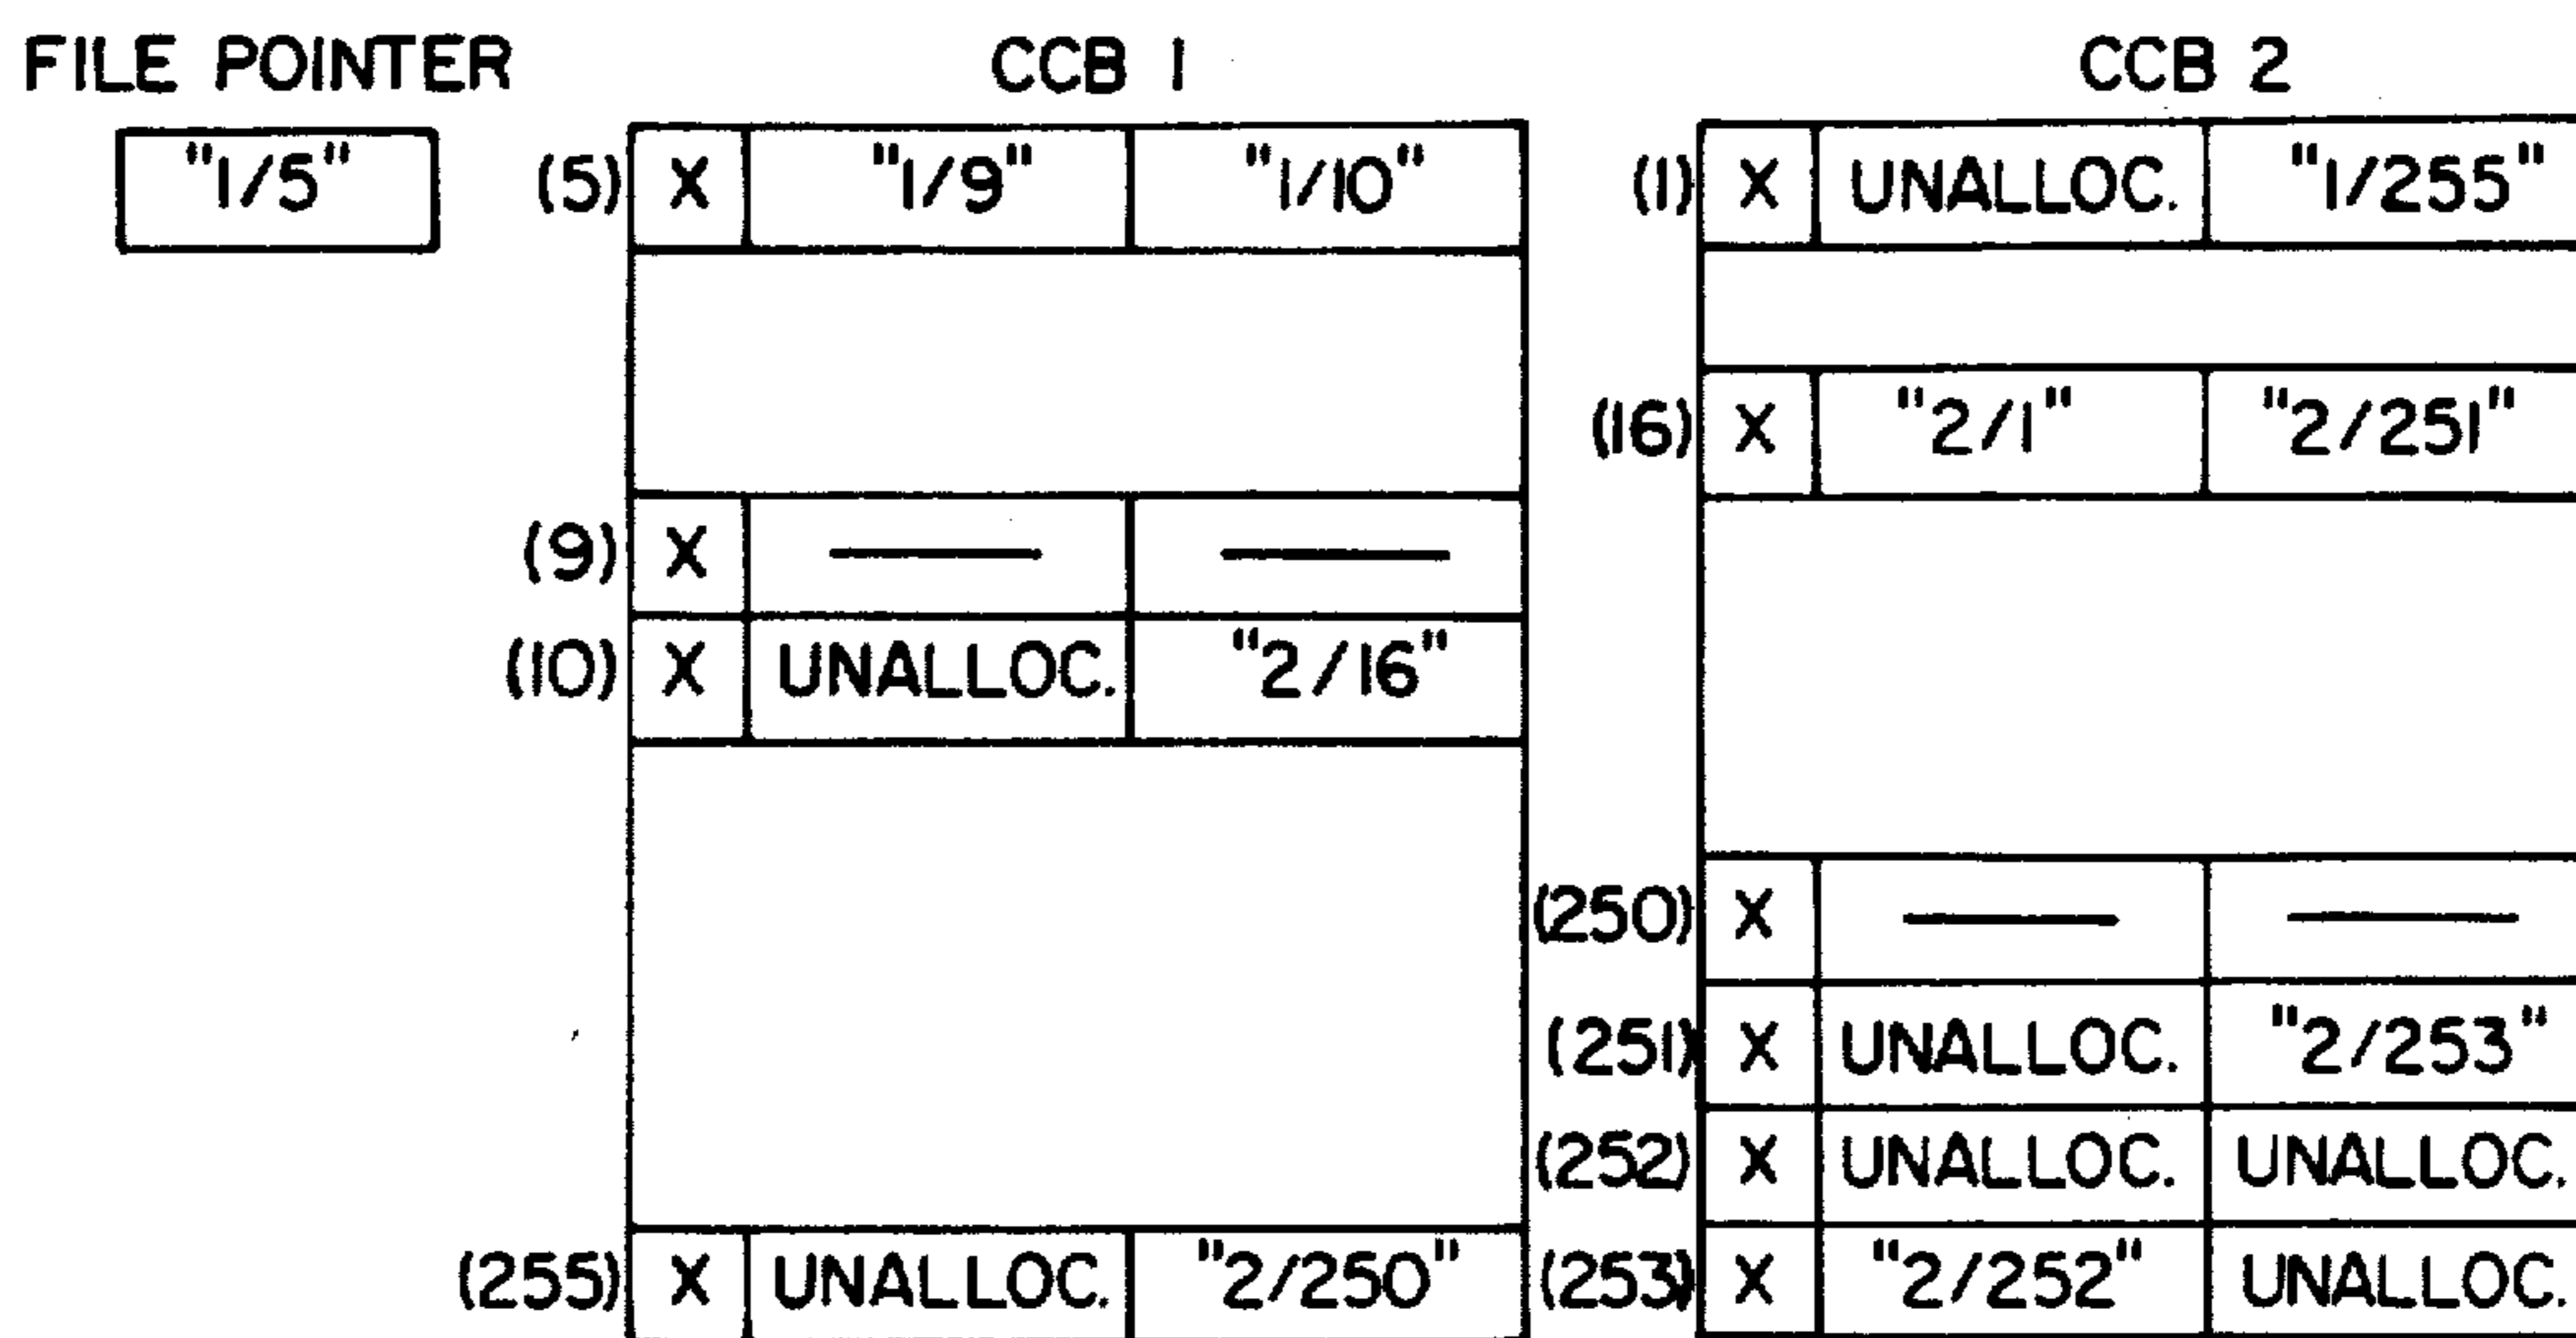 FILE POINTER CCB 1 CCB 2
"1/5" (5) X "1/9" "1/10" (1) X UNALLOC. "1/255"
(16) X "2/1" "2/251"
(9) X — —
(10) X UNALLOC. "2/16"
(250) X — —
(251) X UNALLOC. "2/253"
(252) X UNALLOC. UNALLOC.
(255) X UNALLOC. "2/250" (253) X "2/252" UNALLOC.